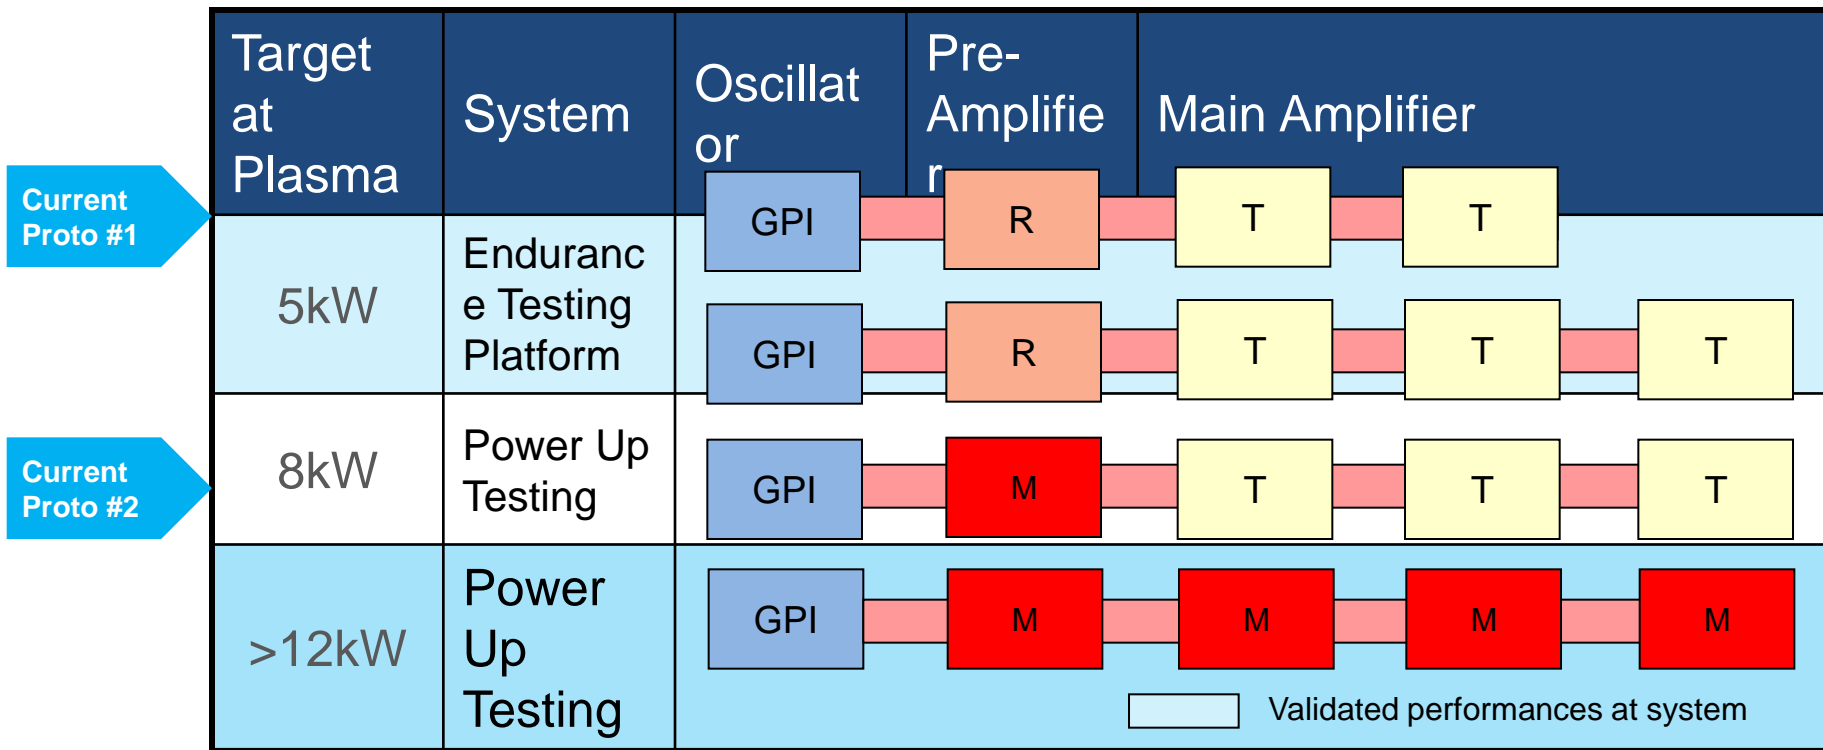 Target
at
Plasma
System
Oscillat
or
Pre-
Amplifie
r
Main Amplifier
Current
Proto #1
GPI
R
T
T
5kW
Enduranc
e Testing
Platform
GPI
R
T
T
T
Current
Proto #2
8kW
Power Up
Testing
GPI
M
T
T
T
>12kW
Power
Up
Testing
GPI
M
M
M
M
Validated performances at system